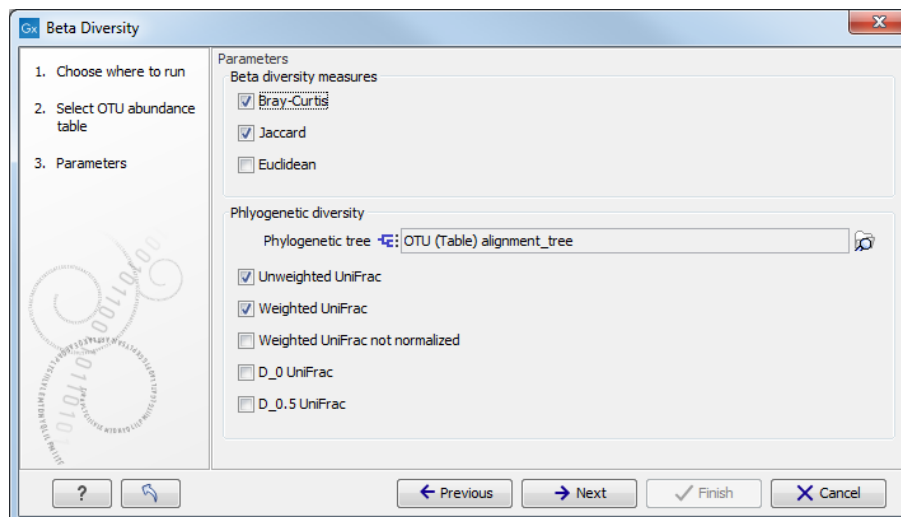 Gx Beta Diversity
1. Choose where to run
2. Select OTU abundance
table
3. Parameters
Parameters
Beta diversity measures
Bray-Curtis
Jaccard
Euclidean
Phlyogenetic diversity
Phylogenetic tree OTU (Table) alignment_tree
Unweighted UniFrac
Weighted UniFrac
Weighted UniFrac not normalized
D_0 UniFrac
D_0.5 UniFrac
? Previous Next Finish Cancel